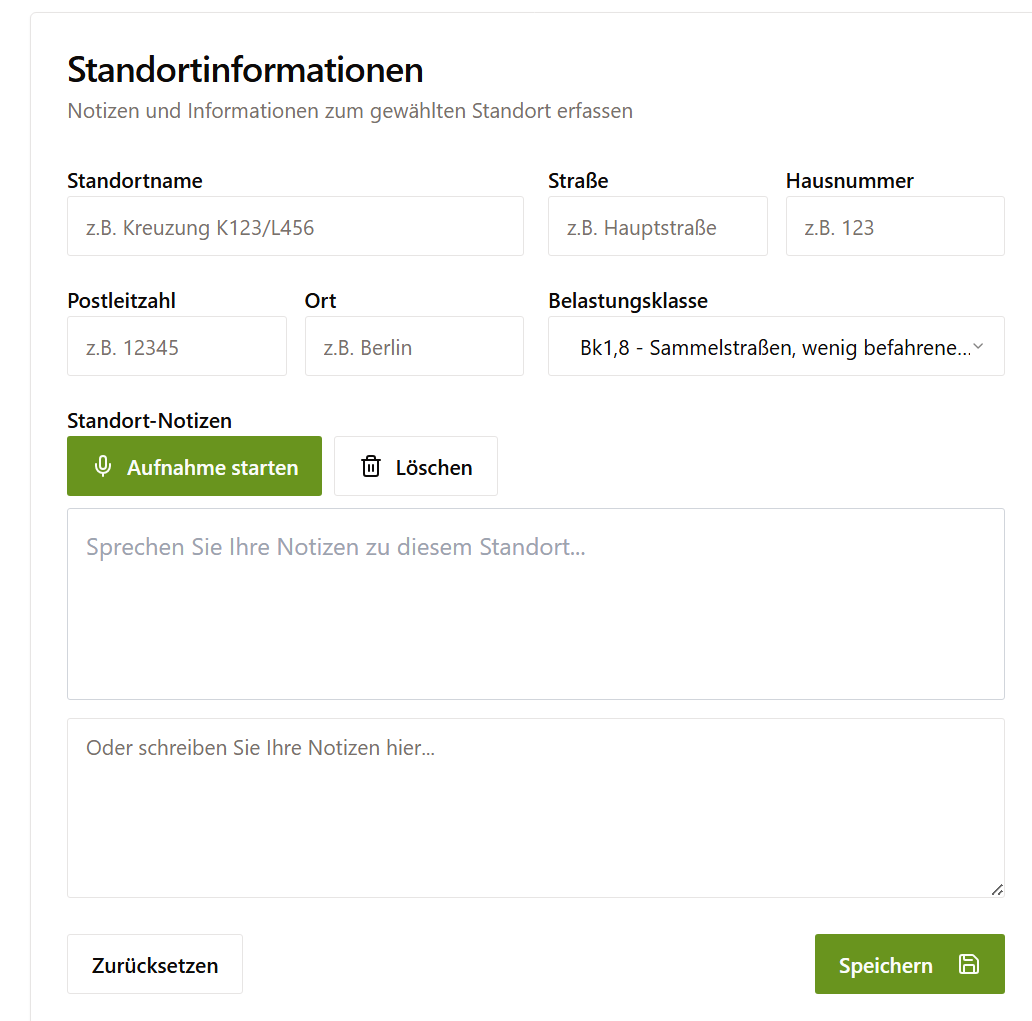 Standortinformationen
Notizen und Informationen zum gewählten Standort erfassen
Standortname
z.B. Kreuzung K123/L456
Straße
z.B. Hauptstraße
Hausnummer
z.B. 123
Postleitzahl
z.B. 12345
Ort
z.B. Berlin
Belastungsklasse
Bk1,8 - Sammelstraßen, wenig befahrene...
Standort-Notizen
Aufnahme starten
Löschen
Sprechen Sie Ihre Notizen zu diesem Standort...
Oder schreiben Sie Ihre Notizen hier...
Zurücksetzen
Speichern